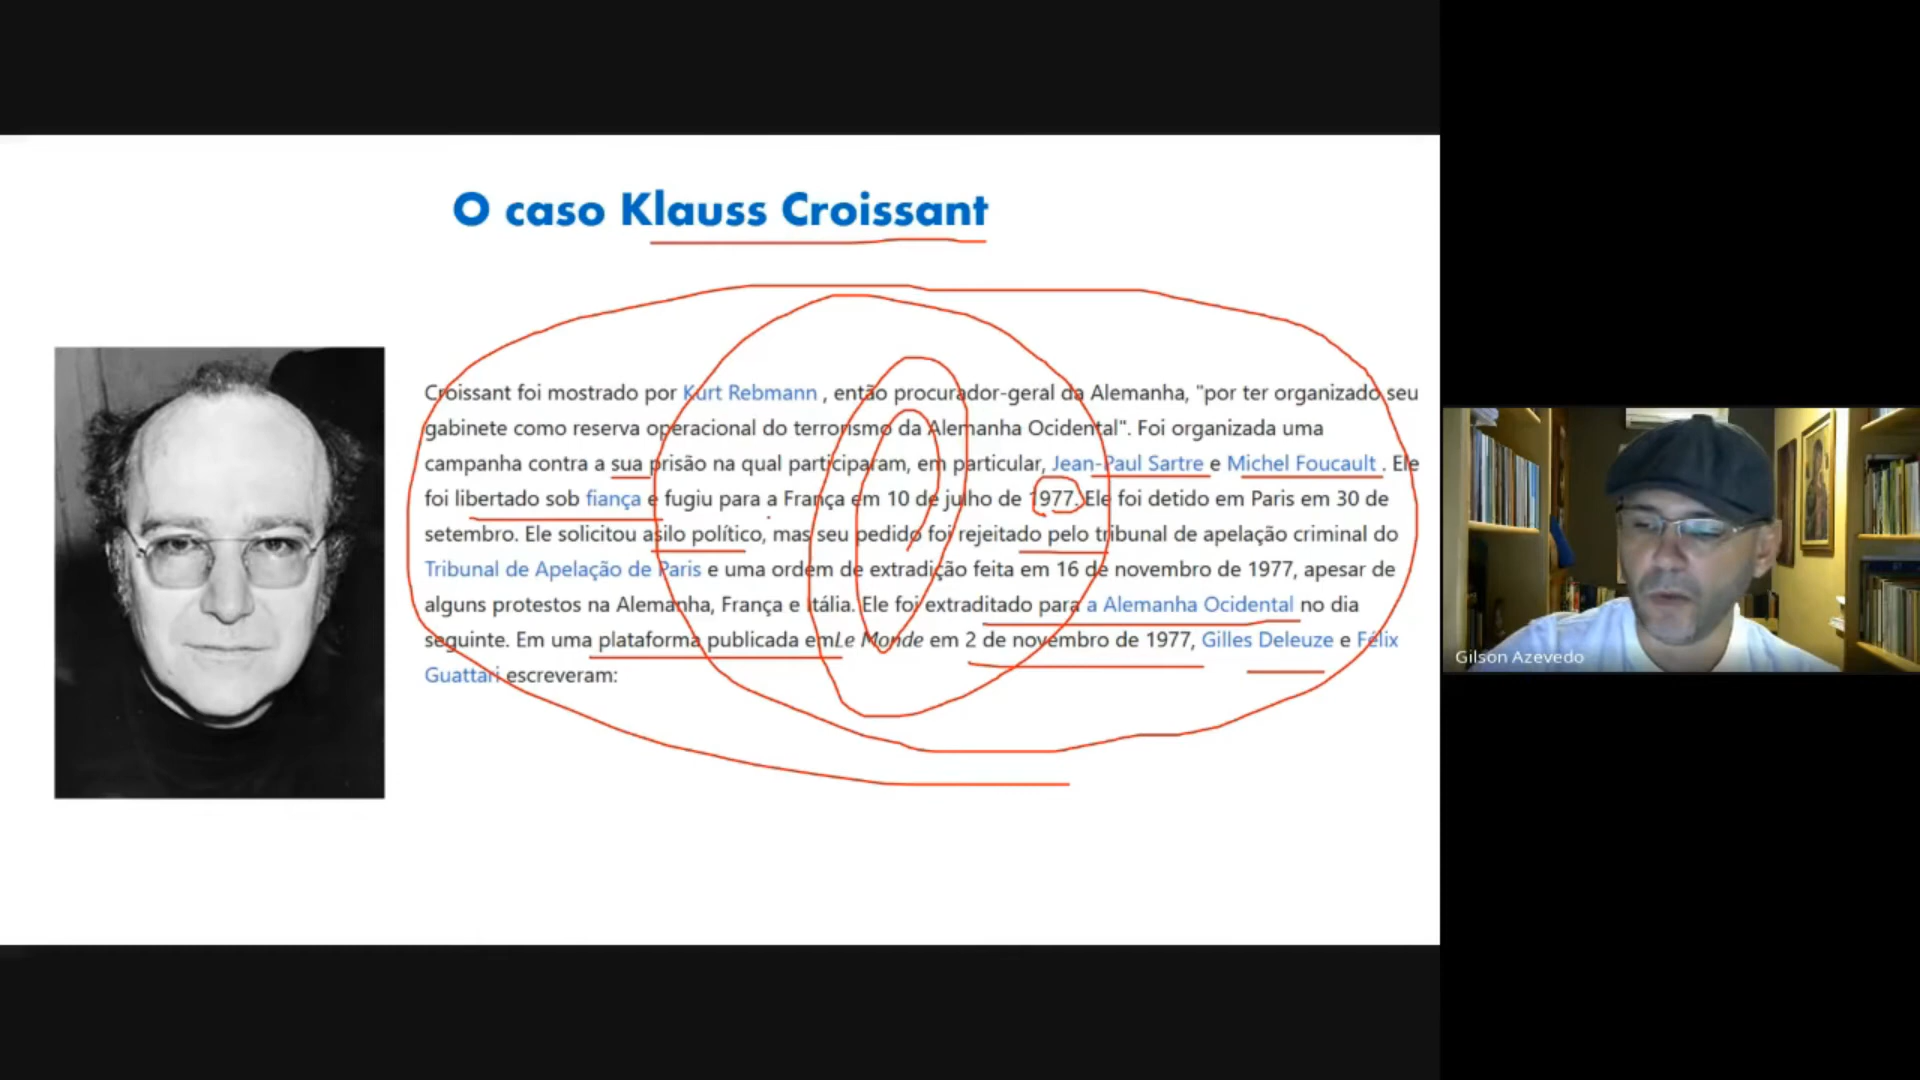 O caso Klauss Croissant
Croissant foi mostrado por Kurt Rebmann , então procurador-geral da Alemanha, "por ter organizado seu
gabinete como reserva operacional do terrorismo da Alemanha Ocidental". Foi organizada uma
campanha contra a sua prisão na qual participaram, em particular, Jean-Paul Sartre e Michel Foucault . Ele
foi libertado sob fiança e fugiu para a França em 10 de julho de 1977. Ele foi detido em Paris em 30 de
setembro. Ele solicitou asilo político, mas seu pedido foi rejeitado pelo tribunal de apelação criminal do
Tribunal de Apelação de Paris e uma ordem de extradição feita em 16 de novembro de 1977, apesar de
alguns protestos na Alemanha, França e Itália. Ele foi extraditado para a Alemanha Ocidental no dia
seguinte. Em uma plataforma publicada emLe Monde em 2 de novembro de 1977, Gilles Deleuze e Félix
Guattari escreveram:
Gilson Azevedo